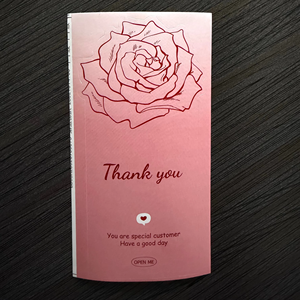 Thank you
You are special customer
Have a good day
OPEN ME